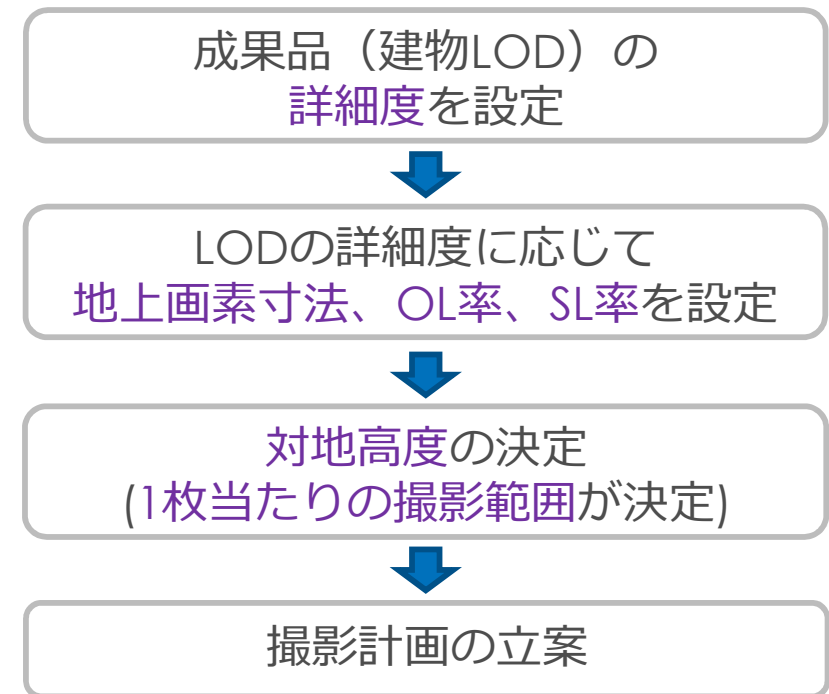 成果品（建物LOD）の
詳細度を設定
LODの詳細度に応じて
地上画素寸法、OL率、SL率を設定
対地高度の決定
(1枚当たりの撮影範囲が決定)
撮影計画の立案